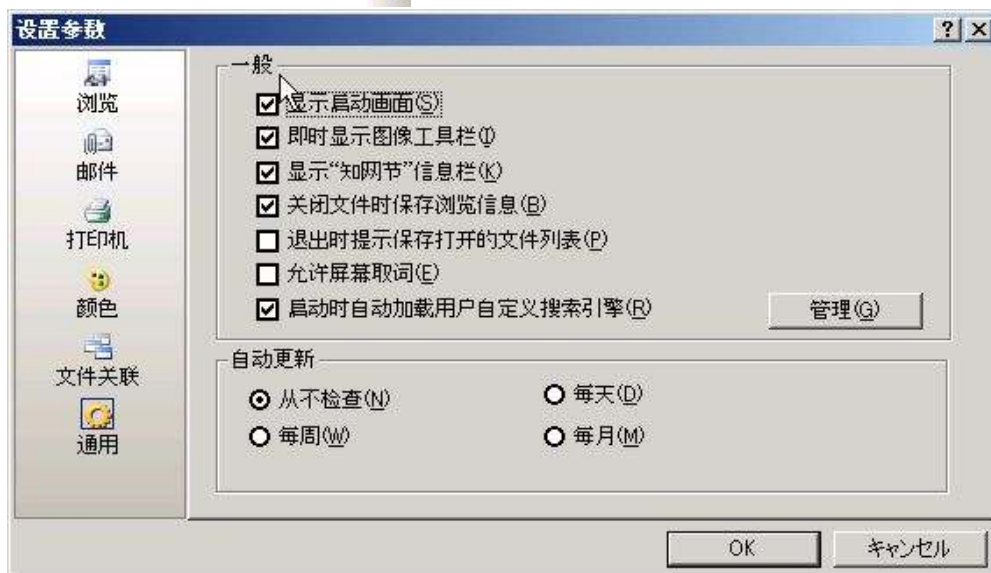 设置参数
浏览
邮件
打印机
颜色
文件关联
通用
一般
显示启动画面(S)
即时显示图像工具栏(I)
显示“知网节”信息栏(K)
关闭文件时保存浏览信息(B)
退出时提示保存打开的文件列表(P)
允许屏幕取词(E)
启动时自动加载用户自定义搜索引擎(R)
管理(G)
自动更新
从不检查(N)
每天(D)
每周(W)
每月(M)
OK
キャンセル